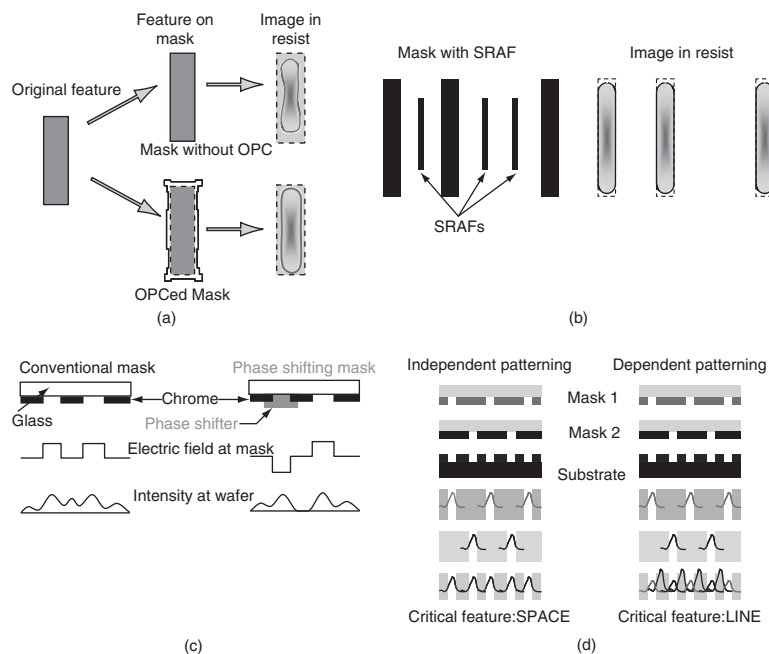 Feature on
mask
Image in
resist
Original feature
Mask without OPC
OPCed Mask
(a)
Mask with SRAF
Image in resist
SRAFs
(b)
Conventional mask
Phase shifting mask
Chrome
Glass
Phase shifter
Electric field at mask
Intensity at wafer
(c)
Independent patterning
Dependent patterning
Mask 1
Mask 2
Substrate
Critical feature:SPACE
Critical feature:LINE
(d)